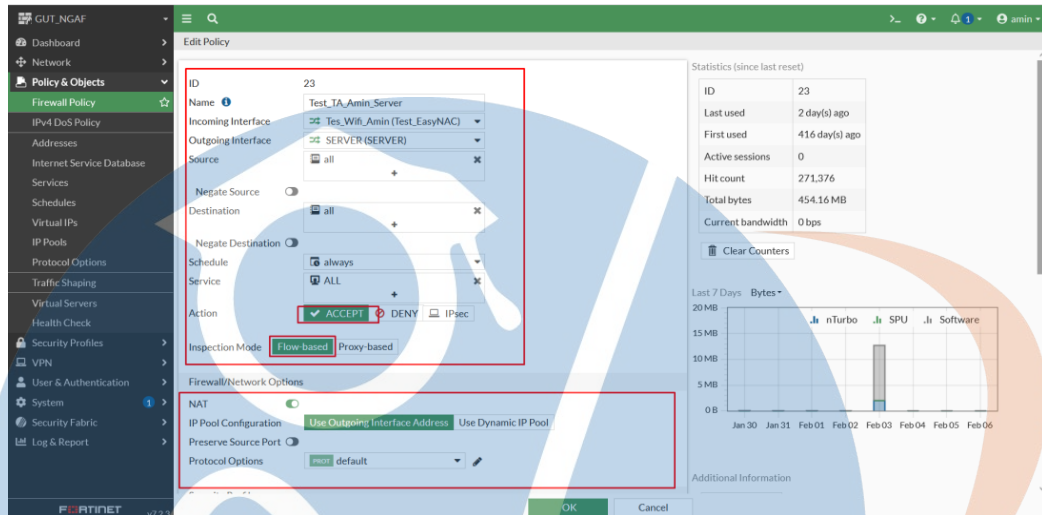 GUT_NGAF
amin
Dashboard
Network
Policy & Objects
Firewall Policy
IPv4 DoS Policy
Addresses
Internet Service Database
Services
Schedules
Virtual IPs
IP Pools
Protocol Options
Traffic Shaping
Virtual Servers
Health Check
Security Profiles
VPN
User & Authentication
System 1
Security Fabric
Log & Report
FORTINET
Edit Policy
ID 23
Name Test_TA_Amin_Server
Incoming Interface Tes_Wifi_Amin (Test_EasyNAC)
Outgoing Interface SERVER (SERVER)
Source all
+
Negate Source
Destination all
+
Negate Destination
Schedule always
Service ALL
+
Action ACCEPT DENY IPsec
Inspection Mode Flow-based Proxy-based
Firewall/Network Options
NAT
IP Pool Configuration Use Outgoing Interface Address Use Dynamic IP Pool
Preserve Source Port
Protocol Options PROT default
OK Cancel
Statistics (since last reset)
ID 23
Last used 2 day(s) ago
First used 416 day(s) ago
Active sessions 0
Hit count 271,376
Total bytes 454.16 MB
Current bandwidth 0 bps
Clear Counters
Last 7 Days Bytes
20 MB
nTurbo SPU Software
15 MB
10 MB
5 MB
0 B
Jan 30 Jan 31 Feb 01 Feb 02 Feb 03 Feb 04 Feb 05 Feb 06
Additional Information